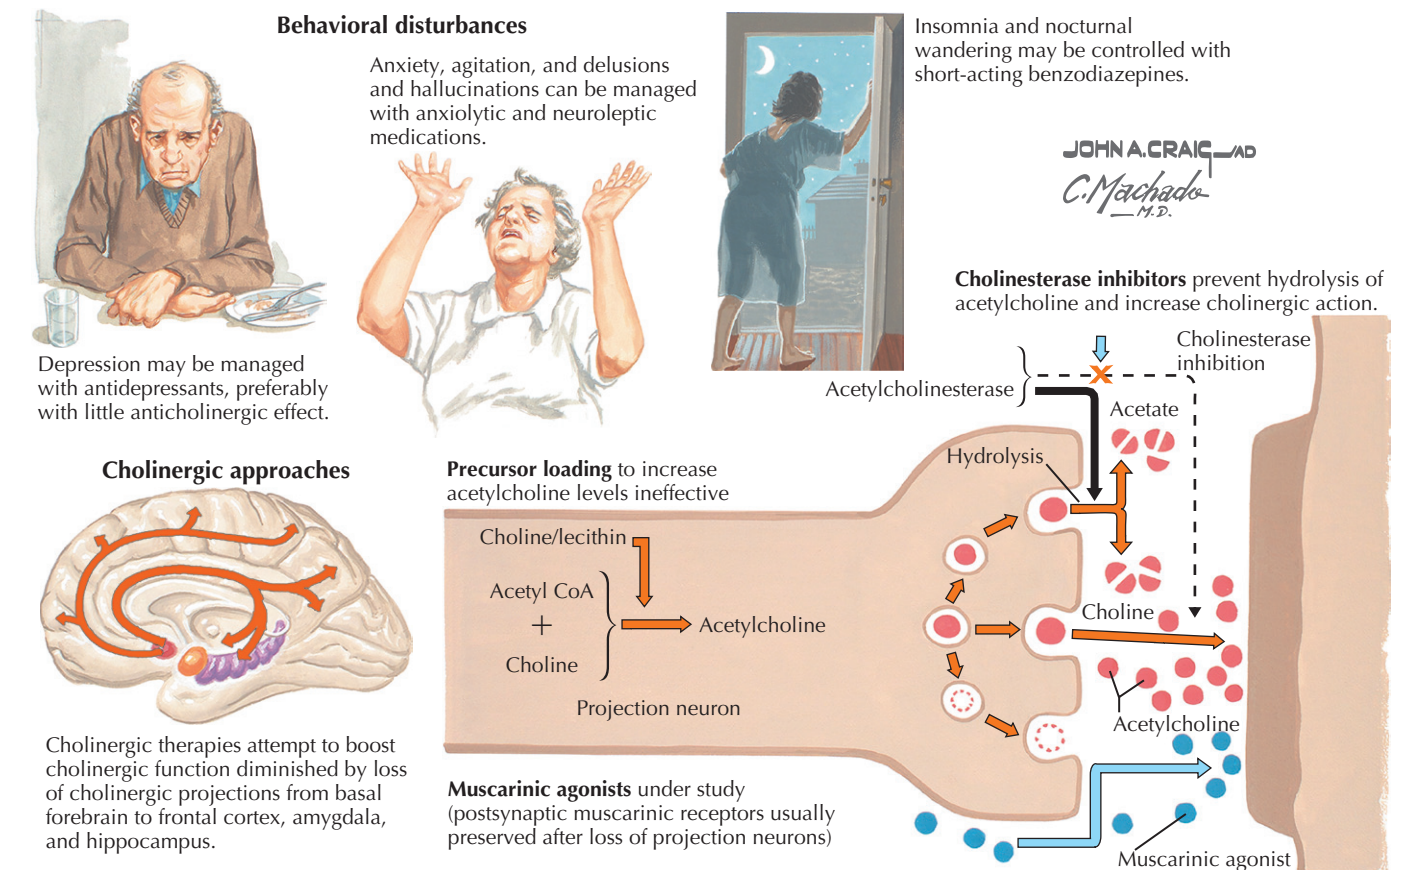 Behavioral disturbances
Anxiety, agitation, and delusions
and hallucinations can be managed
with anxiolytic and neuroleptic
medications.
Insomnia and nocturnal
wandering may be controlled with
short-acting benzodiazepines.
JOHN A. CRAIG AD
C. Machado
M.D.
Depression may be managed
with antidepressants, preferably
with little anticholinergic effect.
Cholinesterase inhibitors prevent hydrolysis of
acetylcholine and increase cholinergic action.
Cholinesterase
inhibition
Acetylcholinesterase
Acetate
Hydrolysis
Choline
Acetylcholine
Muscarinic agonist
Cholinergic approaches
Cholinergic therapies attempt to boost
cholinergic function diminished by loss
of cholinergic projections from basal
forebrain to frontal cortex, amygdala,
and hippocampus.
Precursor loading to increase
acetylcholine levels ineffective
Choline/lecithin
Acetyl CoA
+
Choline
Acetylcholine
Projection neuron
Muscarinic agonists under study
(postsynaptic muscarinic receptors usually
preserved after loss of projection neurons)